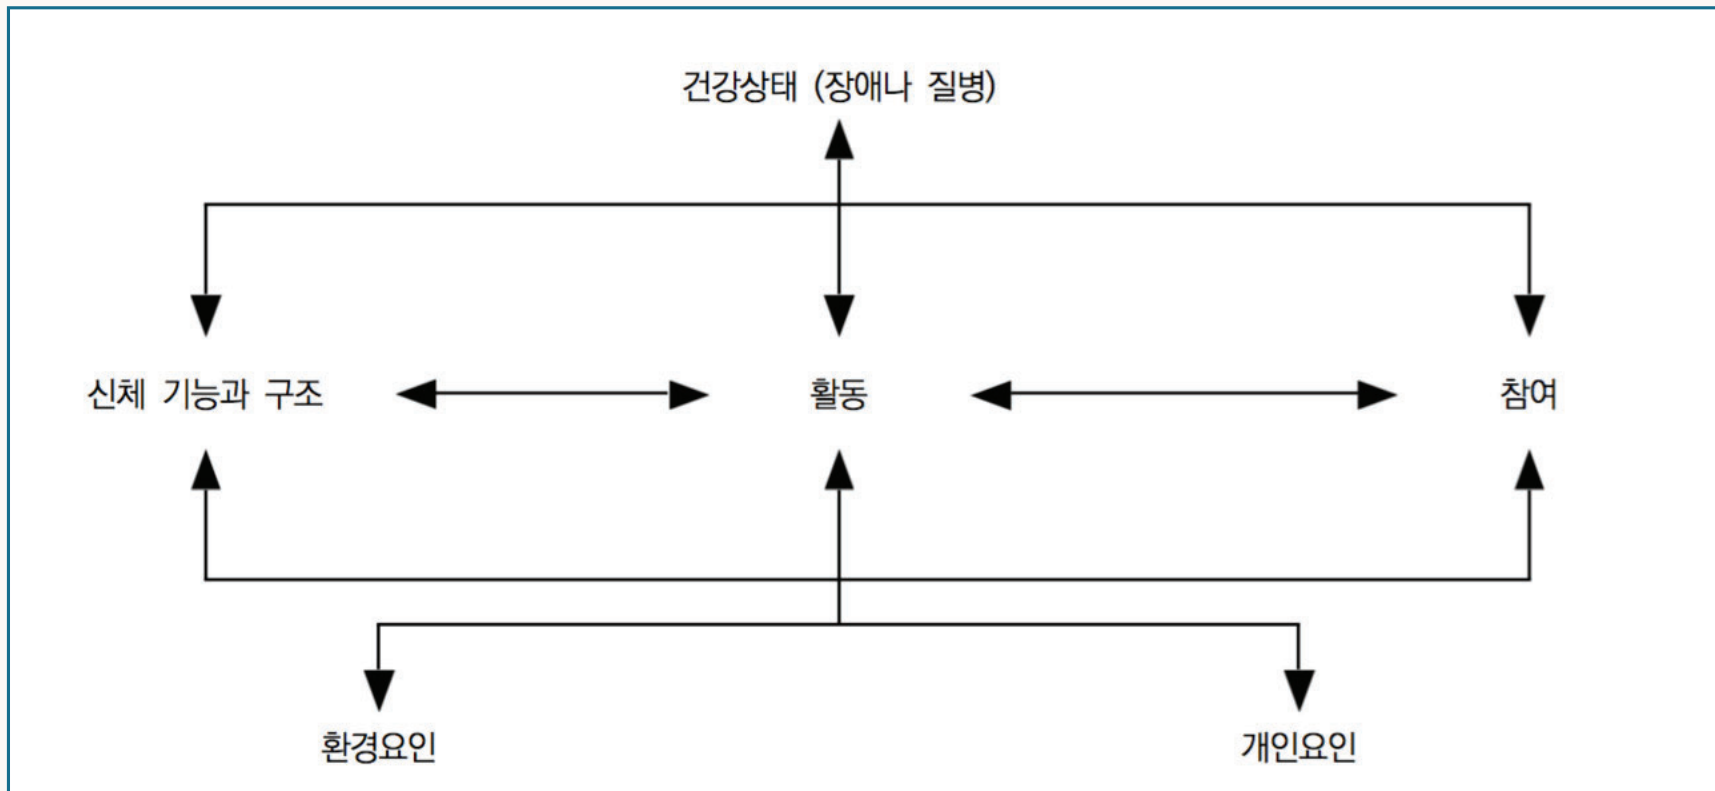 건강상태 (장애나 질병)
신체 기능과 구조
활동
참여
환경요인
개인요인